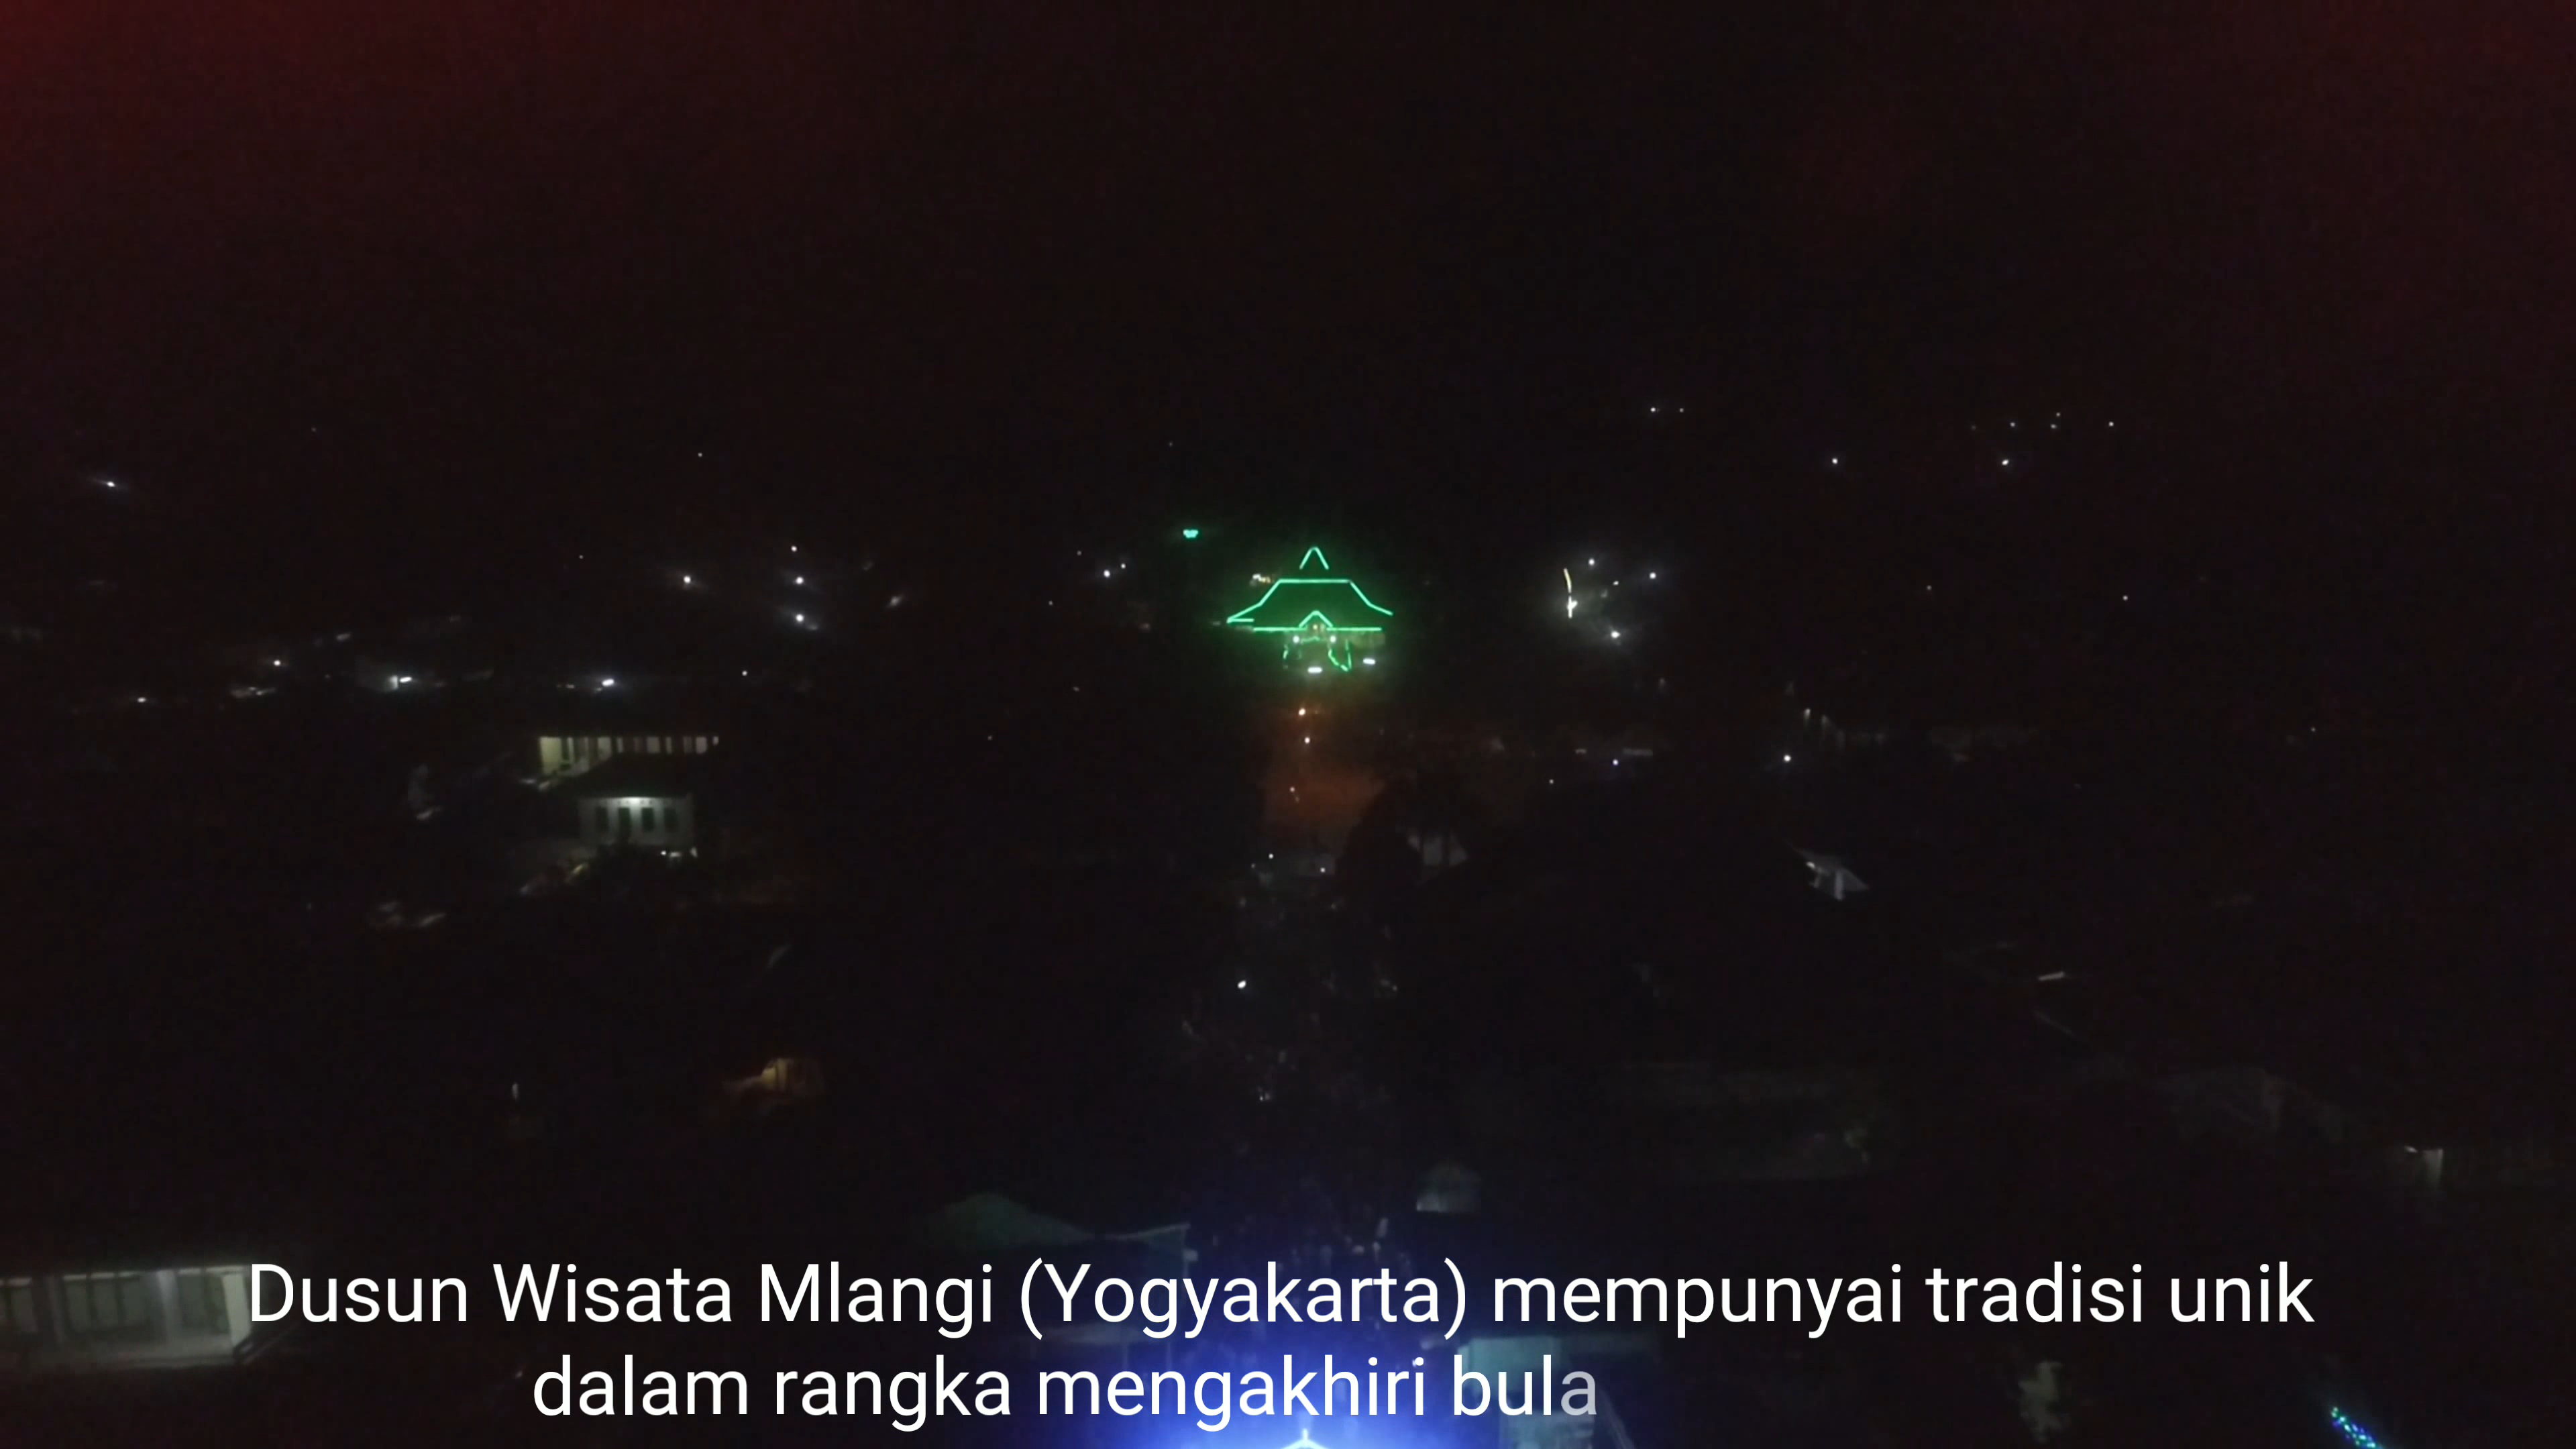 Dusun Wisata Mlangi (Yogyakarta) mempunyai tradisi unik
dalam rangka mengakhiri bula